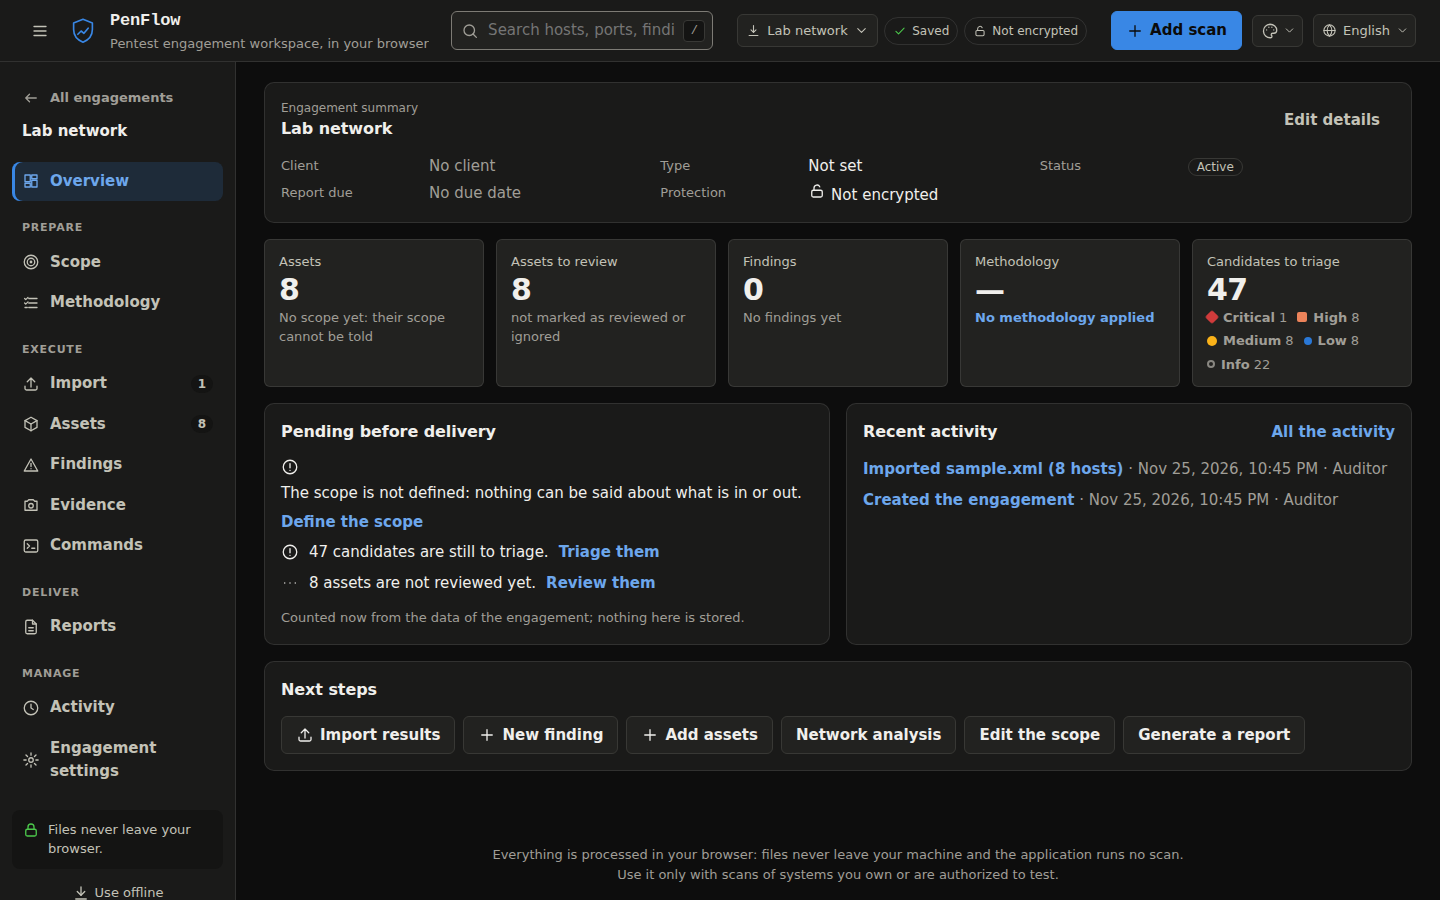 PenFlow
Pentest engagement workspace, in your browser
Search hosts, ports, findi
/
Lab network
Saved
Not encrypted
Add scan
English
All engagements
Lab network
Overview
PREPARE
Scope
Methodology
EXECUTE
Import 1
Assets 8
Findings
Evidence
Commands
DELIVER
Reports
MANAGE
Activity
Engagement
settings
Files never leave your
browser.
Use offline
Engagement summary
Lab network
Edit details
Client No client Type Not set Status Active
Report due No due date Protection Not encrypted
Assets
8
No scope yet: their scope
cannot be told
Assets to review
8
not marked as reviewed or
ignored
Findings
0
No findings yet
Methodology
—
No methodology applied
Candidates to triage
47
Critical 1 High 8
Medium 8 Low 8
Info 22
Pending before delivery
The scope is not defined: nothing can be said about what is in or out.
Define the scope
47 candidates are still to triage. Triage them
8 assets are not reviewed yet. Review them
Counted now from the data of the engagement; nothing here is stored.
Recent activity
All the activity
Imported sample.xml (8 hosts) · Nov 25, 2026, 10:45 PM · Auditor
Created the engagement · Nov 25, 2026, 10:45 PM · Auditor
Next steps
Import results
New finding
Add assets
Network analysis
Edit the scope
Generate a report
Everything is processed in your browser: files never leave your machine and the application runs no scan.
Use it only with scans of systems you own or are authorized to test.